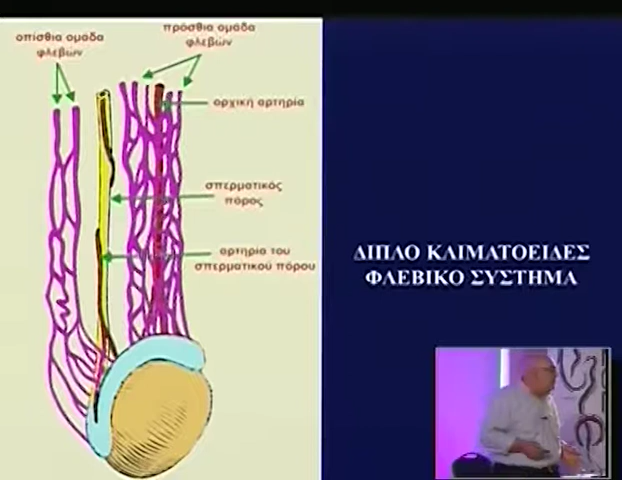 οπίσθια ομάδα
φλεβών
πρόσθια ομάδα
φλεβών
ορχική αρτηρία
σπερματικός
πόρος
αρτηρία του
σπερματικού πόρου
ΔΙΠΛΟ ΚΛΙΜΑΤΟΕΙΔΕΣ
ΦΛΕΒΙΚΟ ΣΥΣΤΗΜΑ